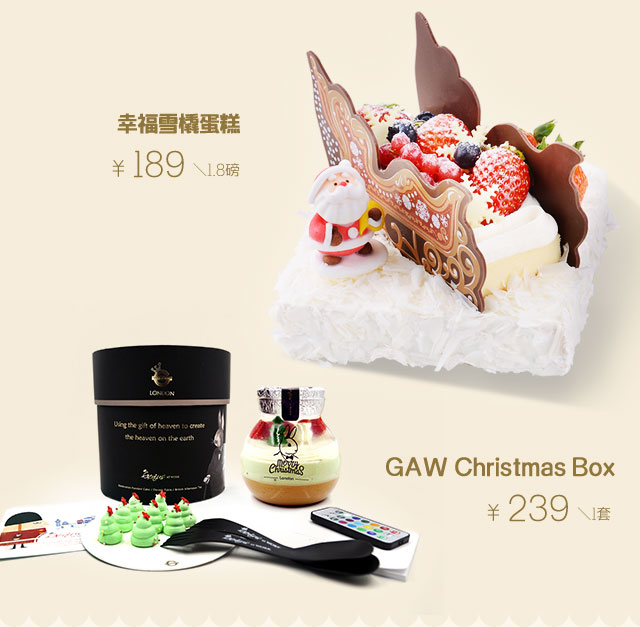 幸福雪橇蛋糕
¥ 189 \1.8磅
LONDON
Using the gift of heaven to create
the heaven on the earth
Merry
Christmas
London
GAW Christmas Box
¥ 239 \1套